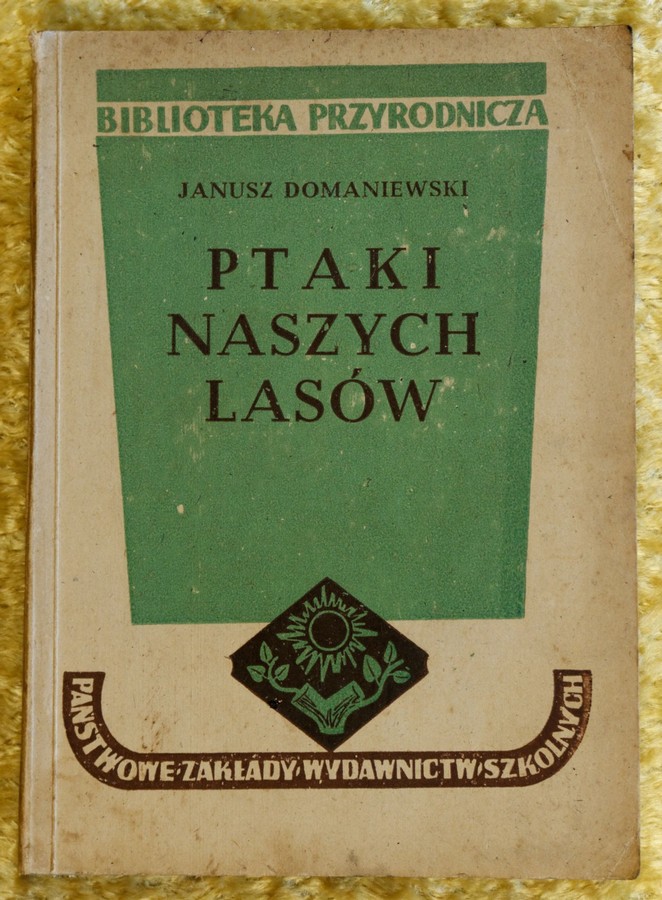 BIBLIOTEKA PRZYRODNICZA
JANUSZ DOMANIEWSKI
PTAKI
NASZYCH
LASÓW
PAŃSTWOWE·ZAKŁADY·WYDAWNICTW·SZKOLNYCH